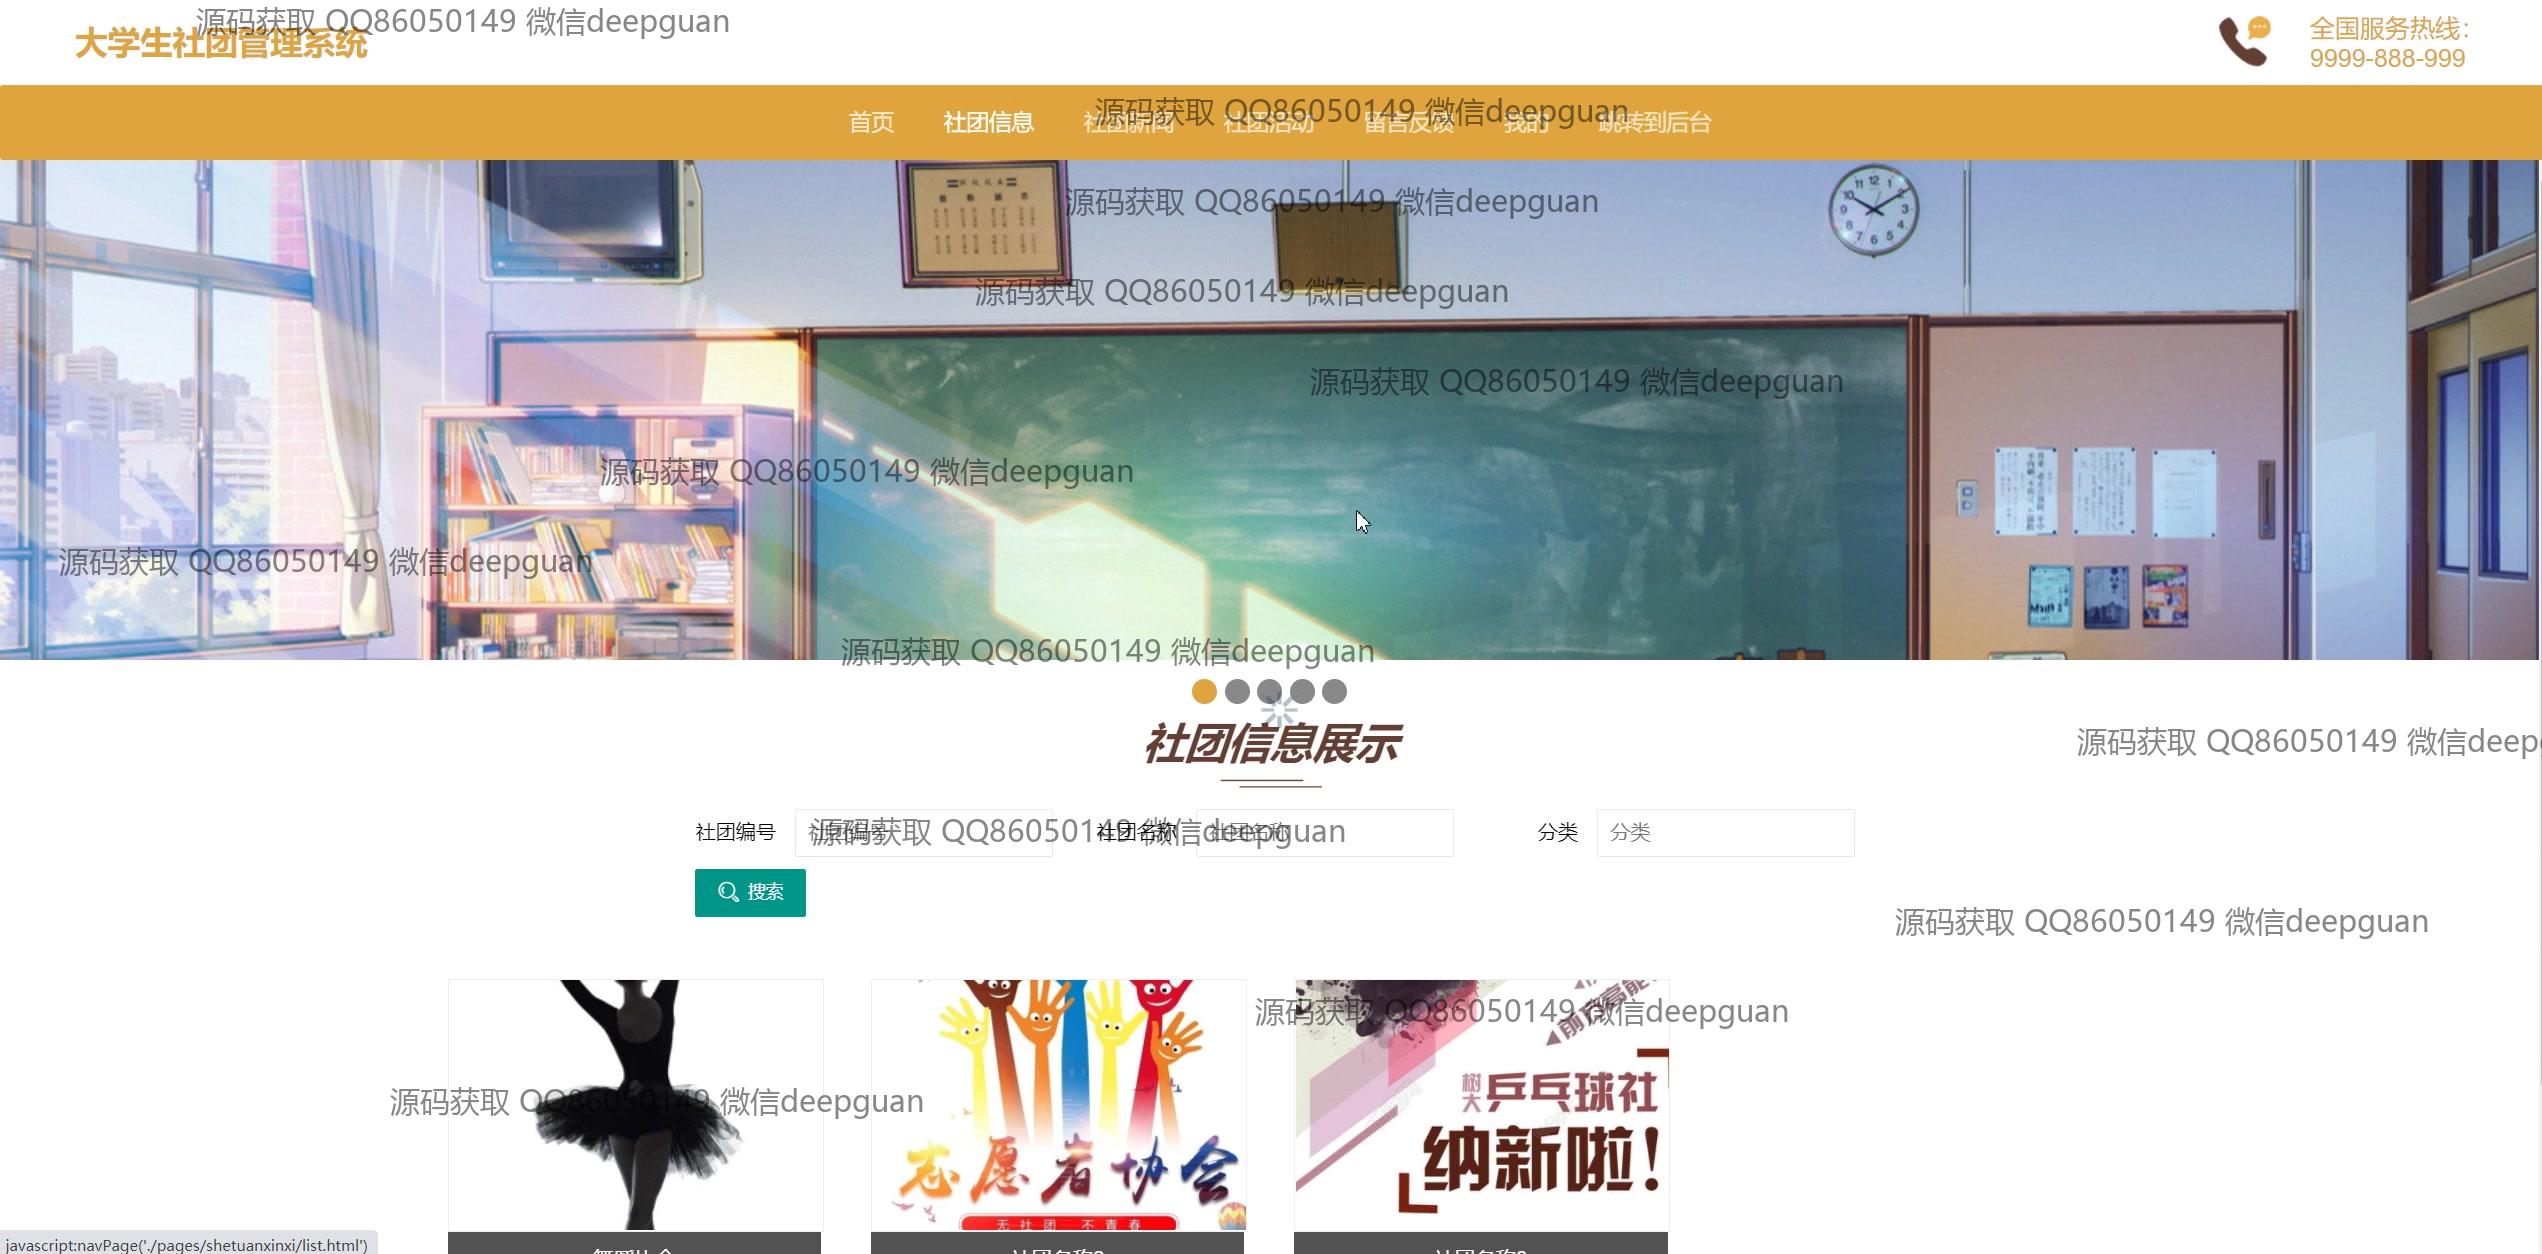 大学生社团管理系统
源码获取 QQ86050149 微信deepguan
全国服务热线：
9999-888-999
首页 社团信息 社团新闻 社团活动 留言反馈 我的 跳转到后台
源码获取 QQ86050149 微信deepguan
源码获取 QQ86050149 微信deepguan
源码获取 QQ86050149 微信deepguan
源码获取 QQ86050149 微信deepguan
源码获取 QQ86050149 微信deepguan
源码获取 QQ86050149 微信deepguan
源码获取 QQ86050149 微信deepguan
社团信息展示
源码获取 QQ86050149 微信deep
社团编号 社团编号 社团名称 社团名称 分类 分类
源码获取 QQ86050149 微信deepguan
搜索
源码获取 QQ86050149 微信deepguan
源码获取 QQ86050149 微信deepguan
树大乒乓球社
纳新啦！
源码获取 QQ86050149 微信deepguan
志愿者协会
无社团 不青春
javascript:navPage('./pages/shetuanxinxi/list.html')